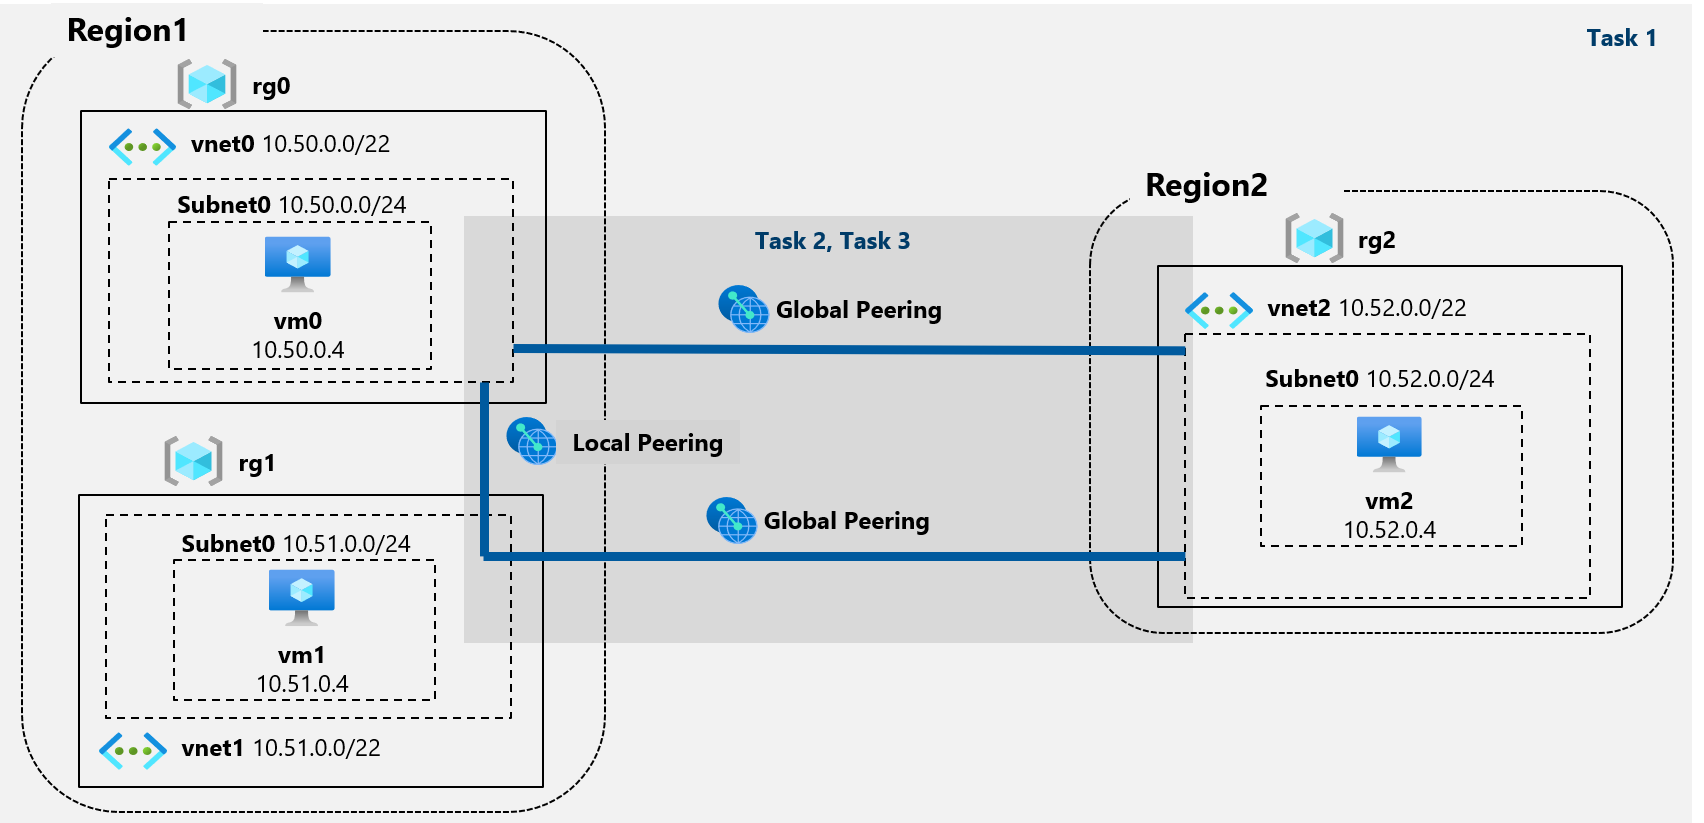 Region1
Task 1
rg0
vnet0 10.50.0.0/22
Subnet0 10.50.0.0/24
vm0
10.50.0.4
Region2
rg2
Task 2, Task 3
Global Peering
vnet2 10.52.0.0/22
Subnet0 10.52.0.0/24
vm2
10.52.0.4
Local Peering
rg1
Global Peering
Subnet0 10.51.0.0/24
vm1
10.51.0.4
vnet1 10.51.0.0/22